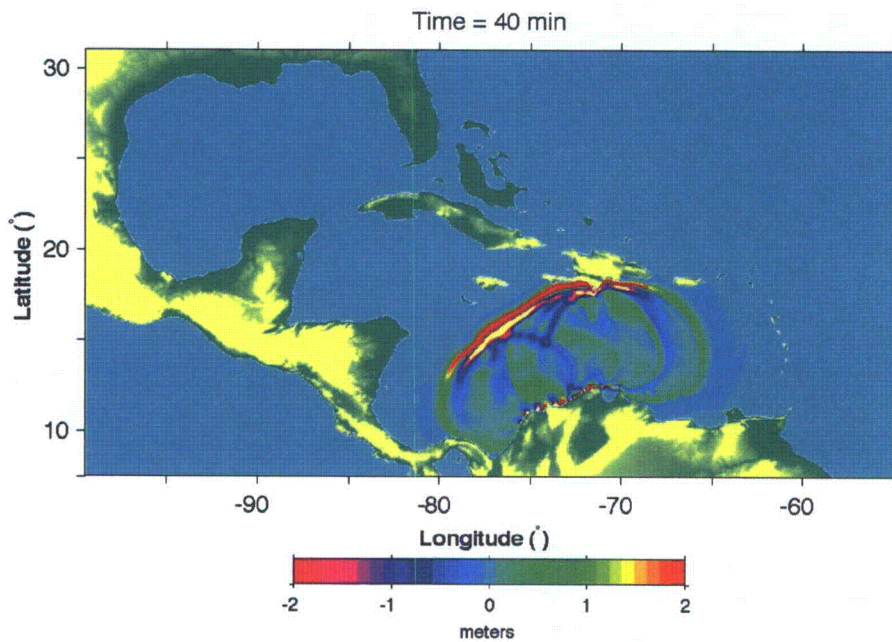 Time = 40 min
30
20
10
Latitude (°)
-90 -80 -70 -60
Longitude (°)
-2 -1 0 1 2
meters